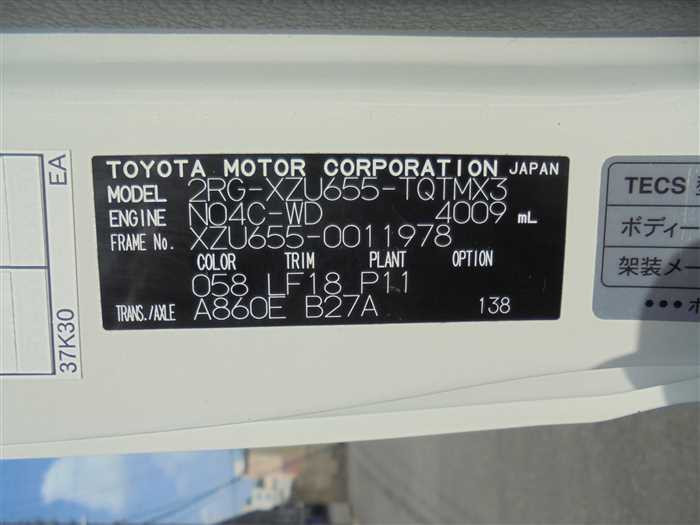 TOYOTA MOTOR CORPORATION JAPAN
MODEL 2RG-XZU655-TQTMX3
ENGINE N04C-WD 4009 mL
FRAME No. XZU655-0011978
COLOR TRIM PLANT OPTION
058 LF18 P11
TRANS./AXLE A860E B27A 138
EA
37K30
TECS
ボディー
架装メー
●●●ボ